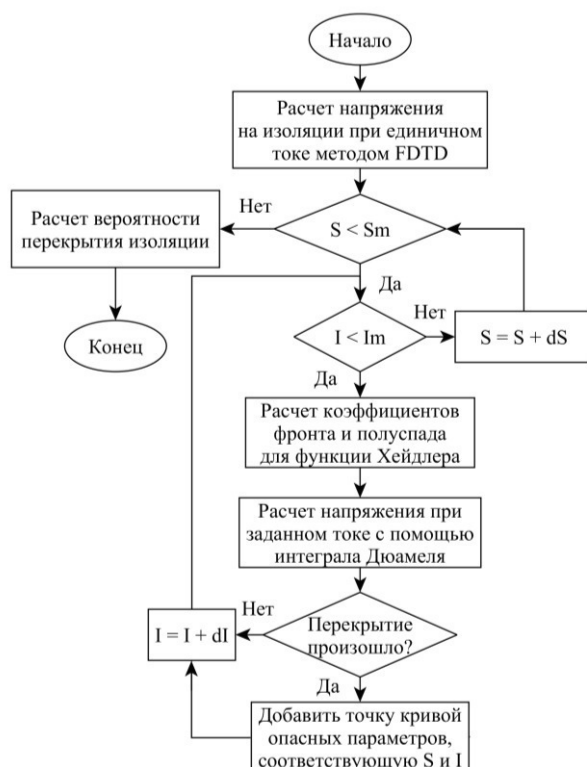 Начало
Расчет напряжения
на изоляции при единичном
токе методом FDTD
Нет
Расчет вероятности
перекрытия изоляции
S < Sm
Да
Конец
I < Im
Нет
S = S + dS
Да
Расчет коэффициентов
фронта и полуспада
для функции Хейдлера
Расчет напряжения при
заданном токе с помощью
интеграла Дюамеля
Нет
I = I + dI
Перекрытие
произошло?
Да
Добавить точку кривой
опасных параметров,
соответствующую S и I